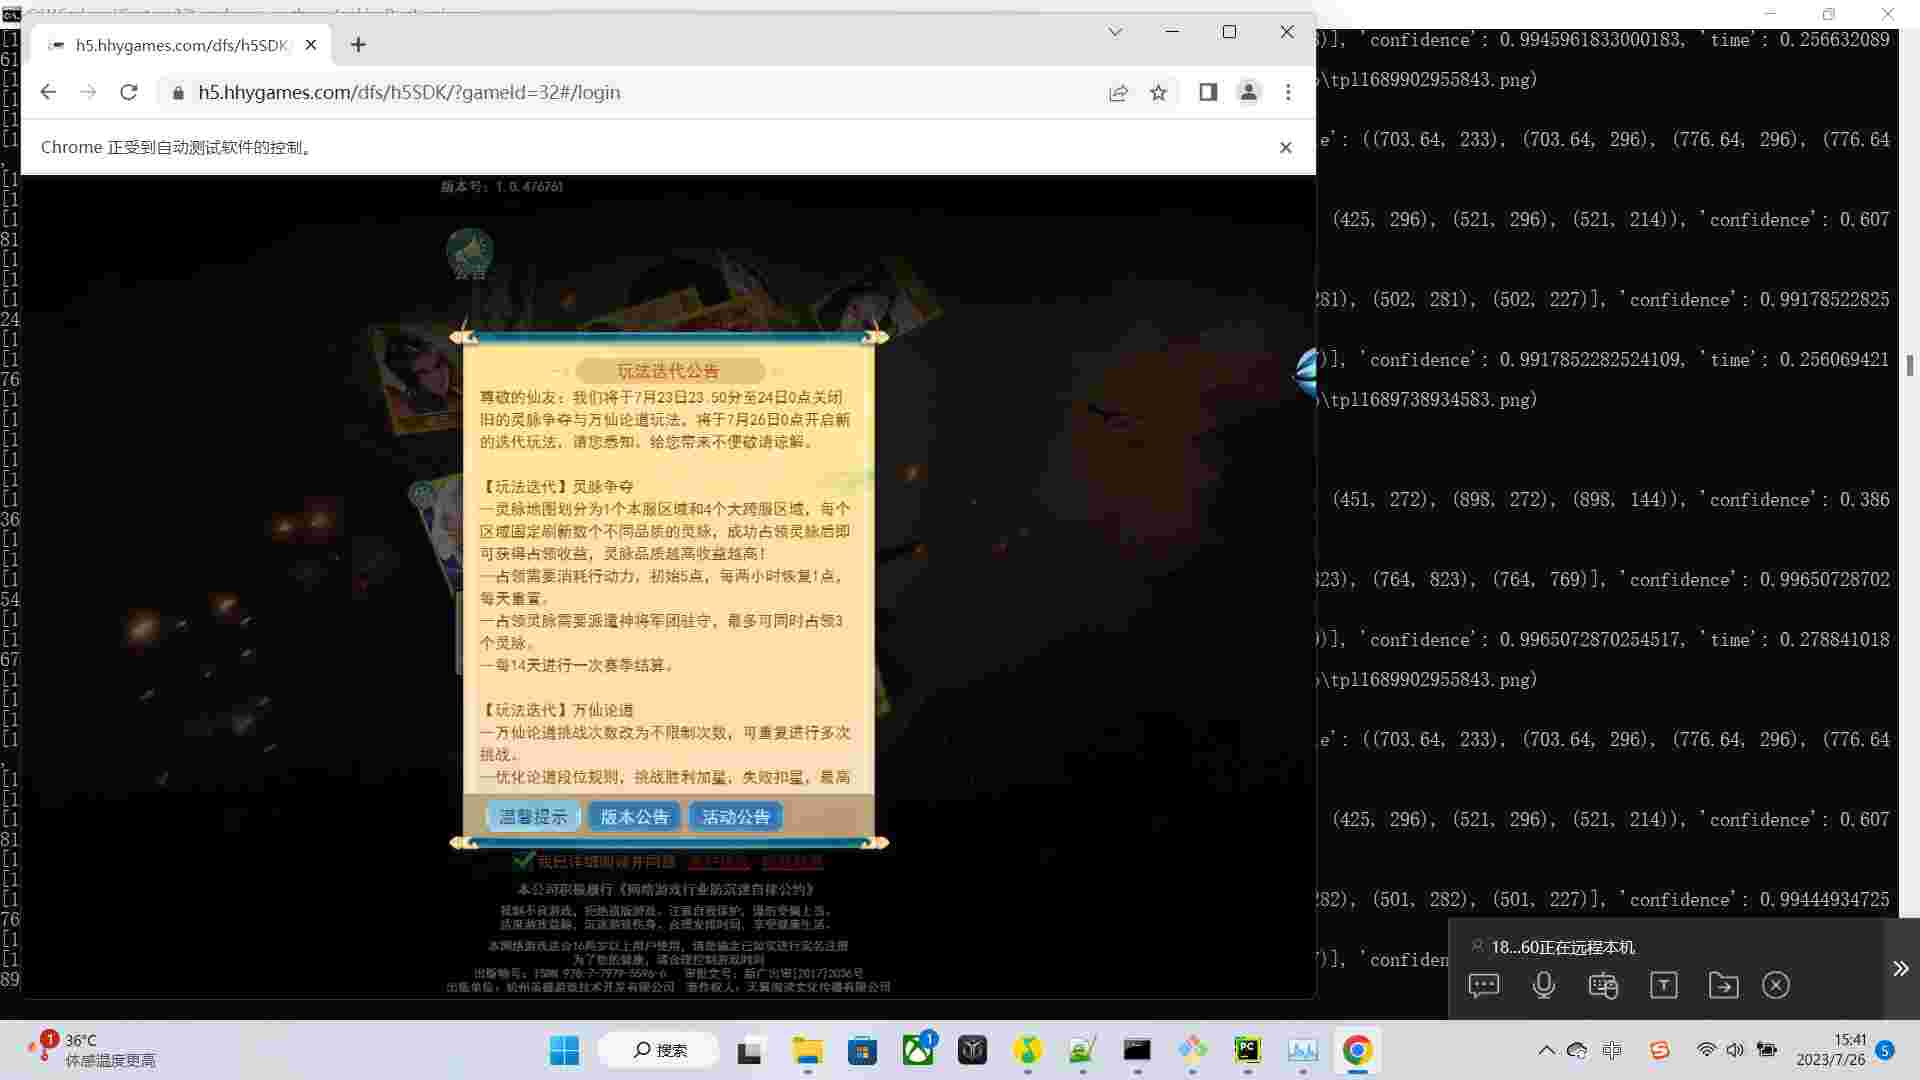 h5.hhygames.com/dfs/h5SDK
h5.hhygames.com/dfs/h5SDK/?gameId=32#/login
Chrome 正受到自动测试软件的控制。
版本号：1.0.476761
公告
玩法迭代公告
尊敬的仙友：我们将于7月23日23.50分至24日0点关闭
旧的灵脉争夺与万仙论道玩法。将于7月26日0点开启新
的迭代玩法，请您悉知，给您带来不便敬请谅解。
【玩法迭代】灵脉争夺
—灵脉地图划分为1个本服区域和4个大跨服区域，每个
区域固定刷新数个不同品质的灵脉，成功占领灵脉后即
可获得占领收益，灵脉品质越高收益越高！
—占领需要消耗行动力，初始5点，每两小时恢复1点，
每天重置。
—占领灵脉需要派遣神将军团驻守，最多可同时占领3
个灵脉。
—每14天进行一次赛季结算。
【玩法迭代】万仙论道
—万仙论道挑战次数改为不限制次数，可重复进行多次
挑战。
—优化论道段位规则，挑战胜利加星，失败扣星，最高
温馨提示 版本公告 活动公告
我已详细阅读并同意
本公司积极履行《网络游戏行业防沉迷自律公约》
抵制不良游戏，拒绝盗版游戏。注意自我保护，谨防受骗上当。
适度游戏益脑，沉迷游戏伤身。合理安排时间，享受健康生活。
本网络游戏适合16周岁以上用户使用，请您确定已如实进行实名注册
为了您的健康，请合理控制游戏时间
出版物号：ISBN 978-7-7979-5596-6 审批文号：新广出审[2017]2036号
著作权人：天翼阅读文化传播有限公司
)], 'confidence': 0.9945961833000183, 'time': 0.256632089
\tpl1689902955843.png)
e': ((703.64, 233), (703.64, 296), (776.64, 296), (776.64
(425, 296), (521, 296), (521, 214)), 'confidence': 0.607
281), (502, 281), (502, 227)], 'confidence': 0.99178522825
)], 'confidence': 0.9917852282524109, 'time': 0.256069421
\tpl1689738934583.png)
(451, 272), (898, 272), (898, 144)), 'confidence': 0.386
823), (764, 823), (764, 769)], 'confidence': 0.99650728702
)], 'confidence': 0.9965072870254517, 'time': 0.278841018
\tpl1689902955843.png)
e': ((703.64, 233), (703.64, 296), (776.64, 296), (776.64
(425, 296), (521, 296), (521, 214)), 'confidence': 0.607
282), (501, 282), (501, 227)], 'confidence': 0.99444934725
)], 'confiden
18...60正在远程本机
1
36°C
体感温度更高
搜索
1
PC
中
15:41
2023/7/26
5